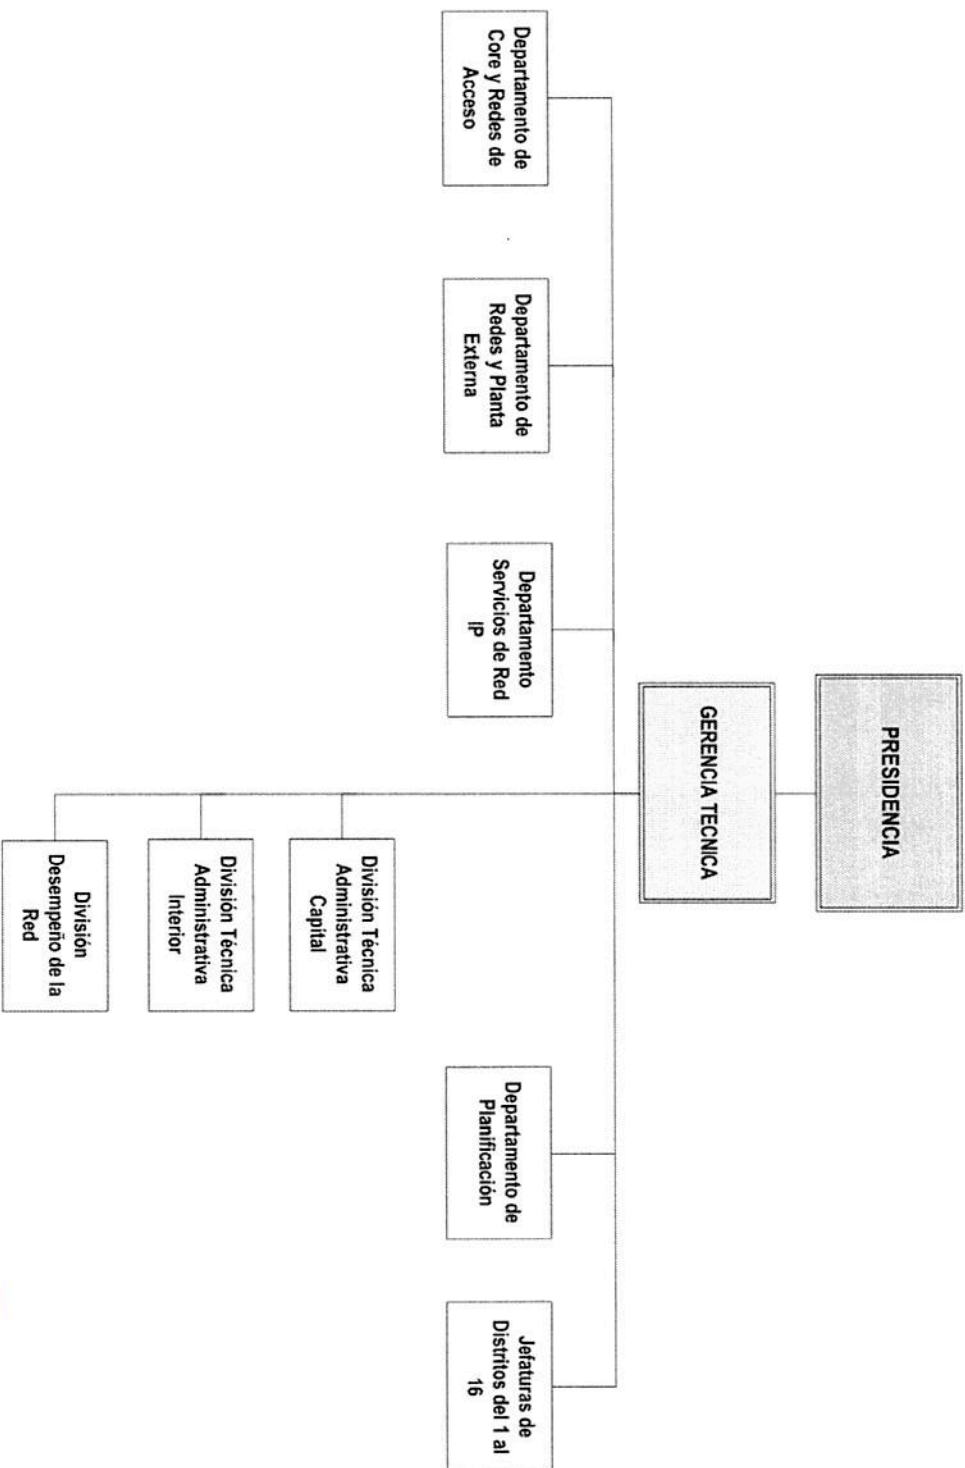 PRESIDENCIA
GERENCIA TECNICA
Departamento de
Core y Redes de
Acceso
Departamento de
Redes y Planta
Externa
Departamento
Servicios de Red
IP
Departamento de
Planificación
Jefaturas de
Distritos del 1 al
16
División Técnica
Administrativa
Capital
División Técnica
Administrativa
Interior
División
Desempeño de la
Red